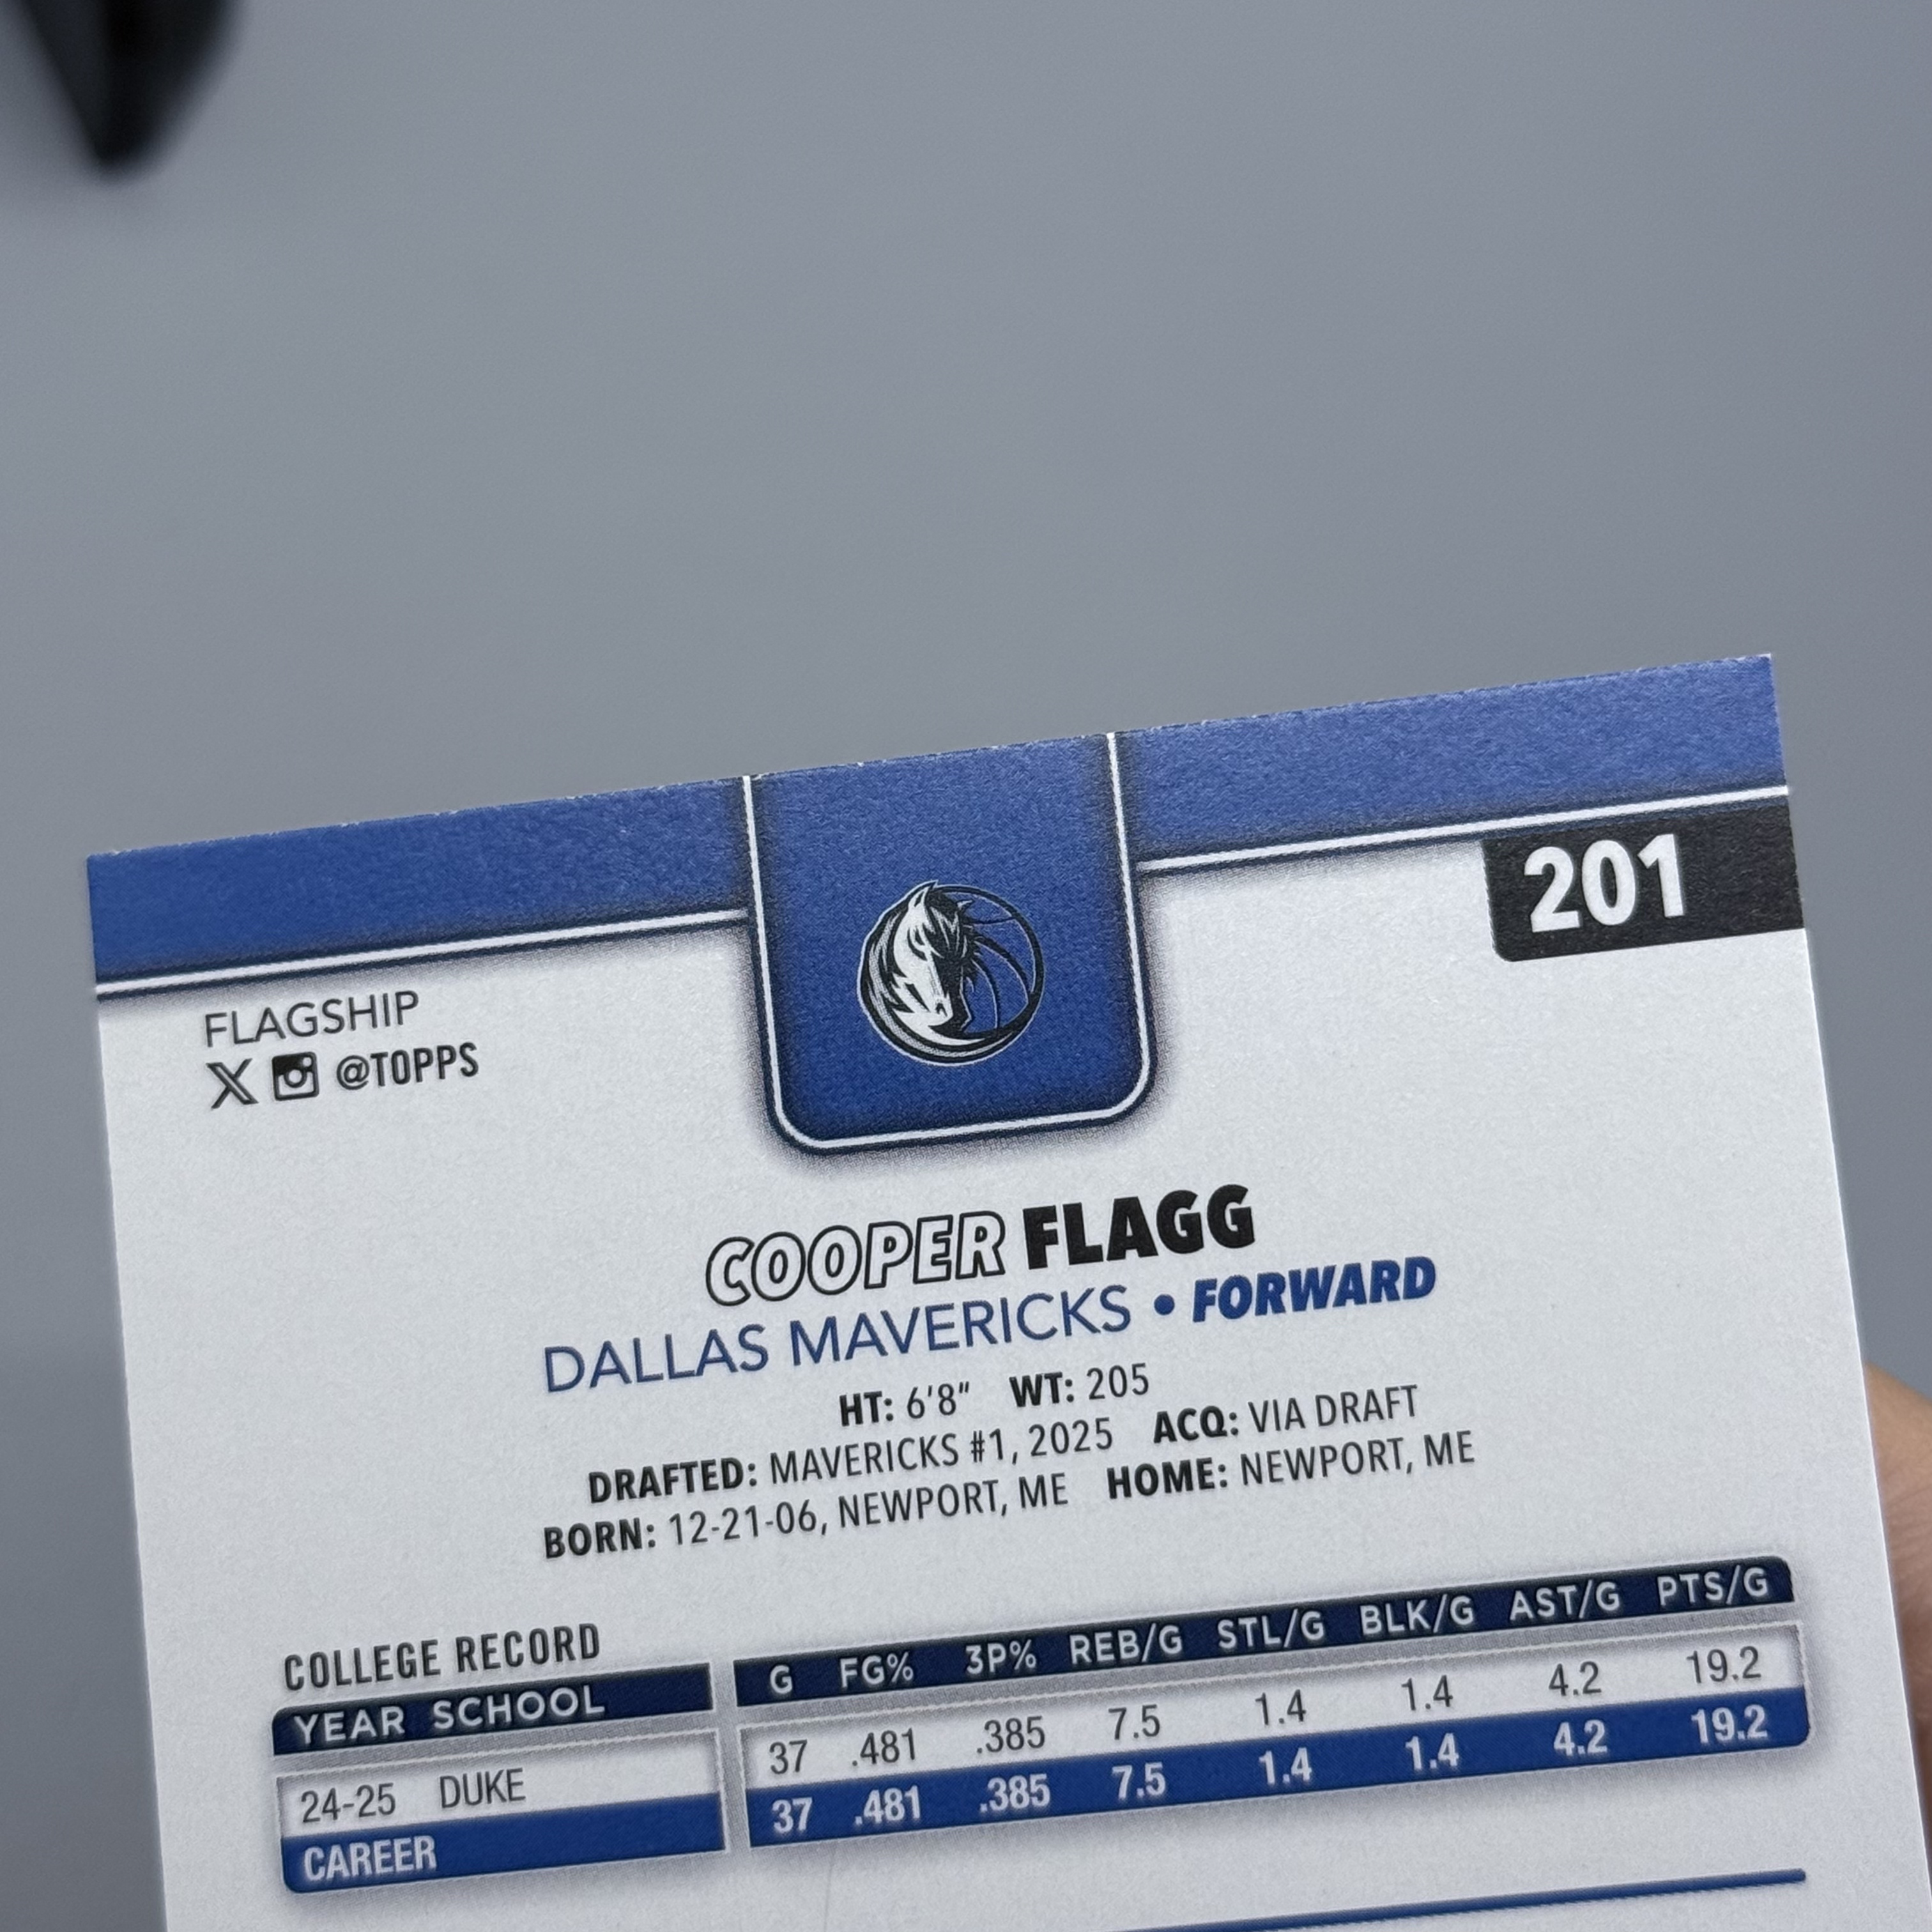 201
FLAGSHIP
X @TOPPS
COOPER FLAGG
DALLAS MAVERICKS • FORWARD
HT: 6'8" WT: 205
DRAFTED: MAVERICKS #1, 2025 ACQ: VIA DRAFT
BORN: 12-21-06, NEWPORT, ME HOME: NEWPORT, ME
COLLEGE RECORD
YEAR SCHOOL G FG% 3P% REB/G STL/G BLK/G AST/G PTS/G
24-25 DUKE 37 .481 .385 7.5 1.4 1.4 4.2 19.2
CAREER 37 .481 .385 7.5 1.4 1.4 4.2 19.2